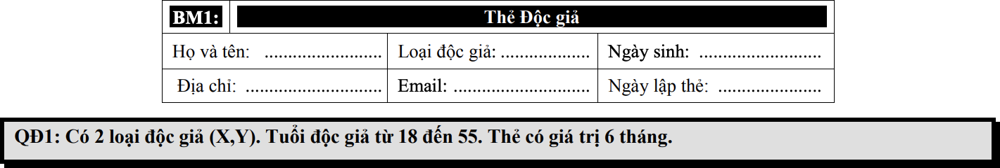 BM1: Thẻ Độc giả
Họ và tên: ......................... Loại độc giả: ................... Ngày sinh: ..........................
Địa chỉ: ............................. Email: ............................. Ngày lập thẻ: ......................
QĐ1: Có 2 loại độc giả (X,Y). Tuổi độc giả từ 18 đến 55. Thẻ có giá trị 6 tháng.